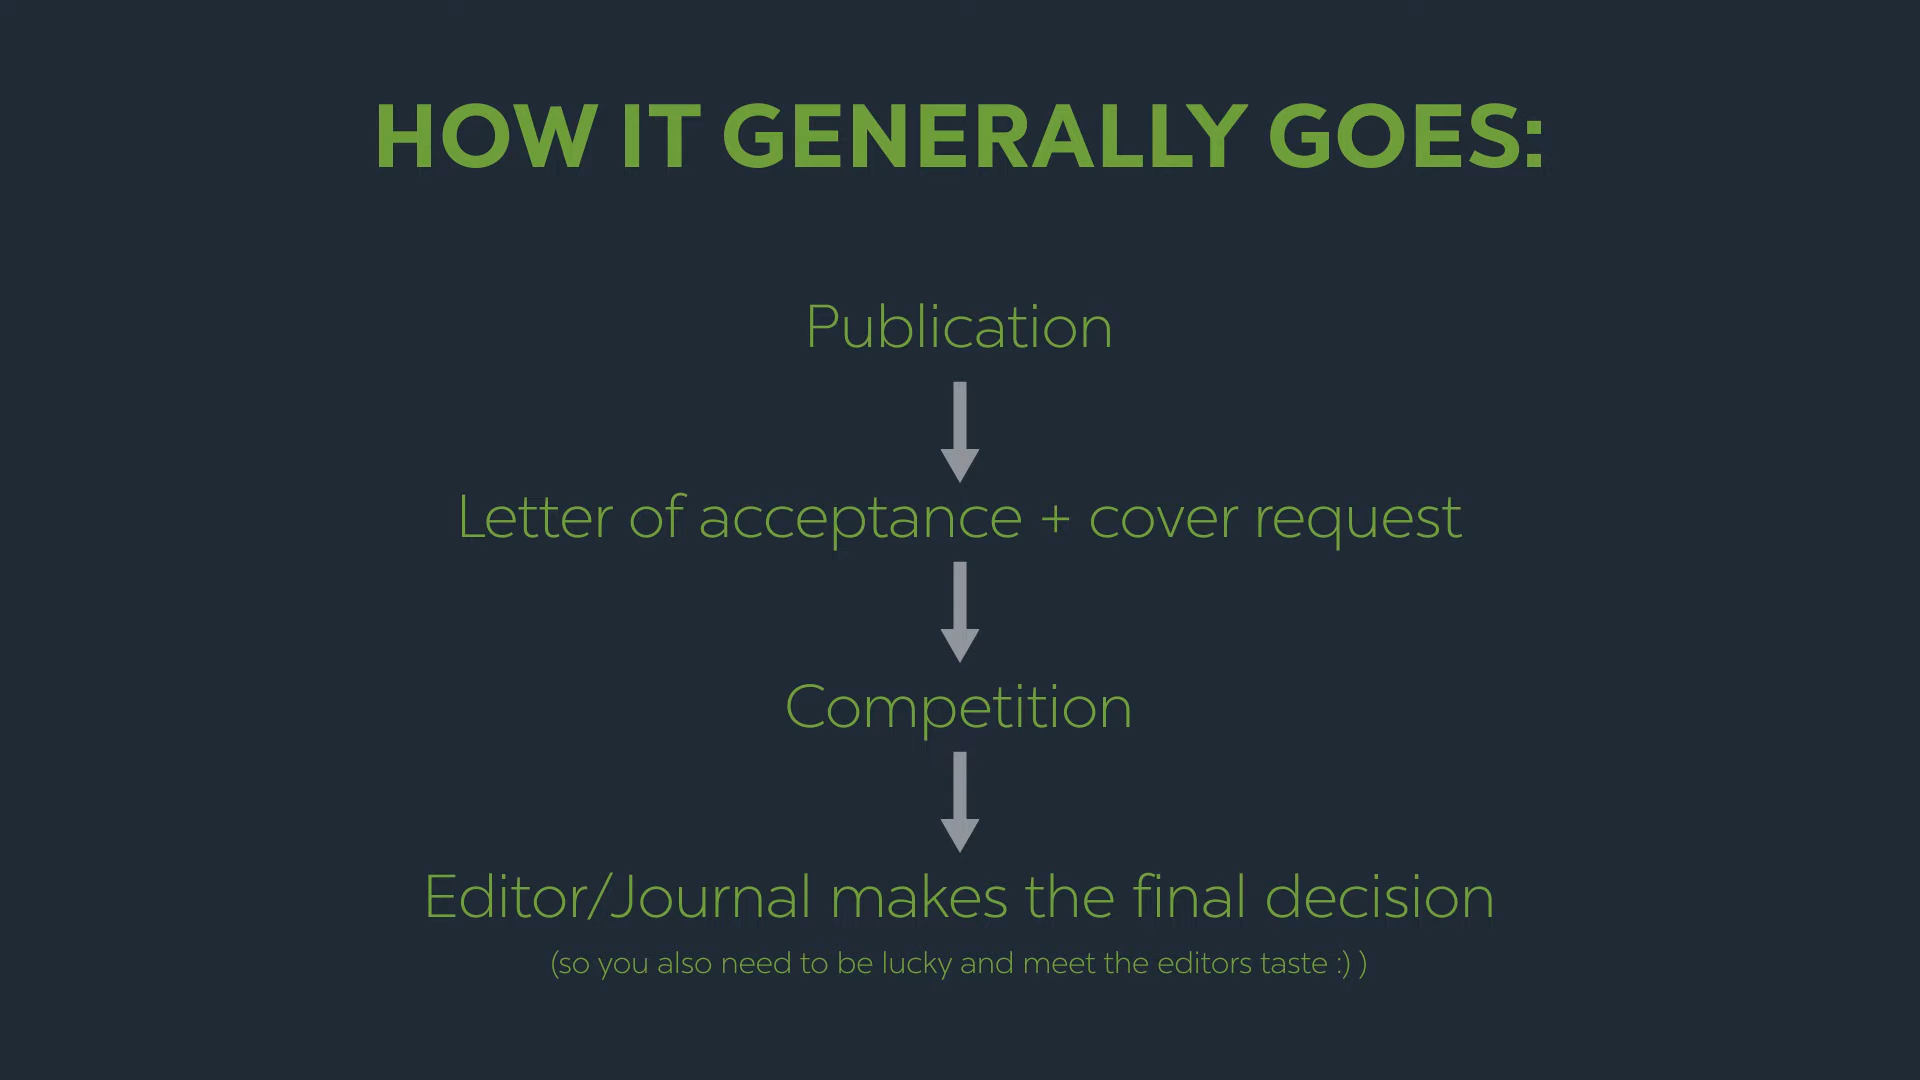 HOW IT GENERALLY GOES:
Publication
Letter of acceptance + cover request
Competition
Editor/Journal makes the final decision
(so you also need to be lucky and meet the editors taste :) )